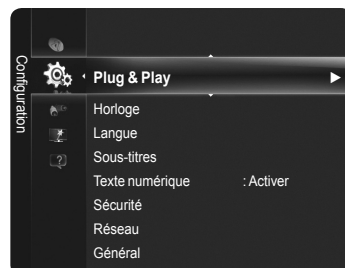 Configuration
Plug & Play
Horloge
Langue
Sous-titres
Texte numérique : Activer
Sécurité
Réseau
Général